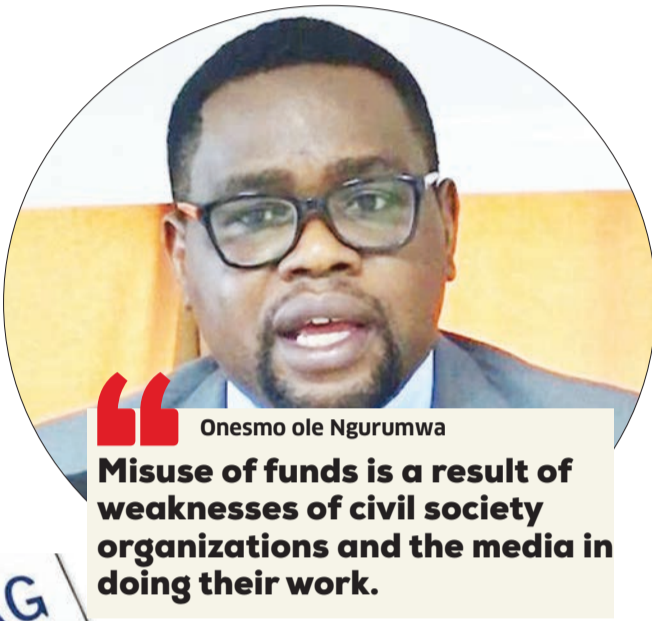 Onesmo ole Ngurumwa
Misuse of funds is a result of
weaknesses of civil society
organizations and the media in
doing their work.
G